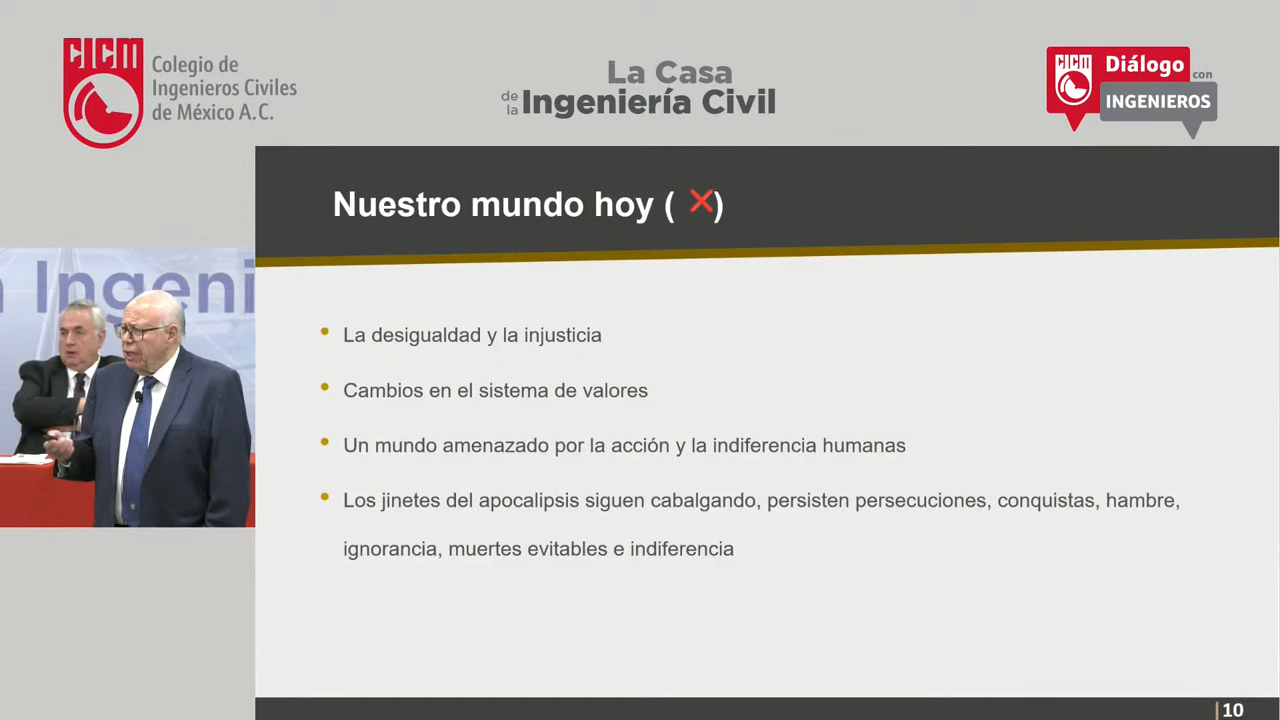 CICM
Colegio de
Ingenieros Civiles
de México A.C.
La Casa
de la Ingeniería Civil
CICM
Diálogo
con
INGENIEROS
Nuestro mundo hoy ( ❌)
Ingeni
• La desigualdad y la injusticia
• Cambios en el sistema de valores
• Un mundo amenazado por la acción y la indiferencia humanas
• Los jinetes del apocalipsis siguen cabalgando, persisten persecuciones, conquistas, hambre,
ignorancia, muertes evitables e indiferencia
10